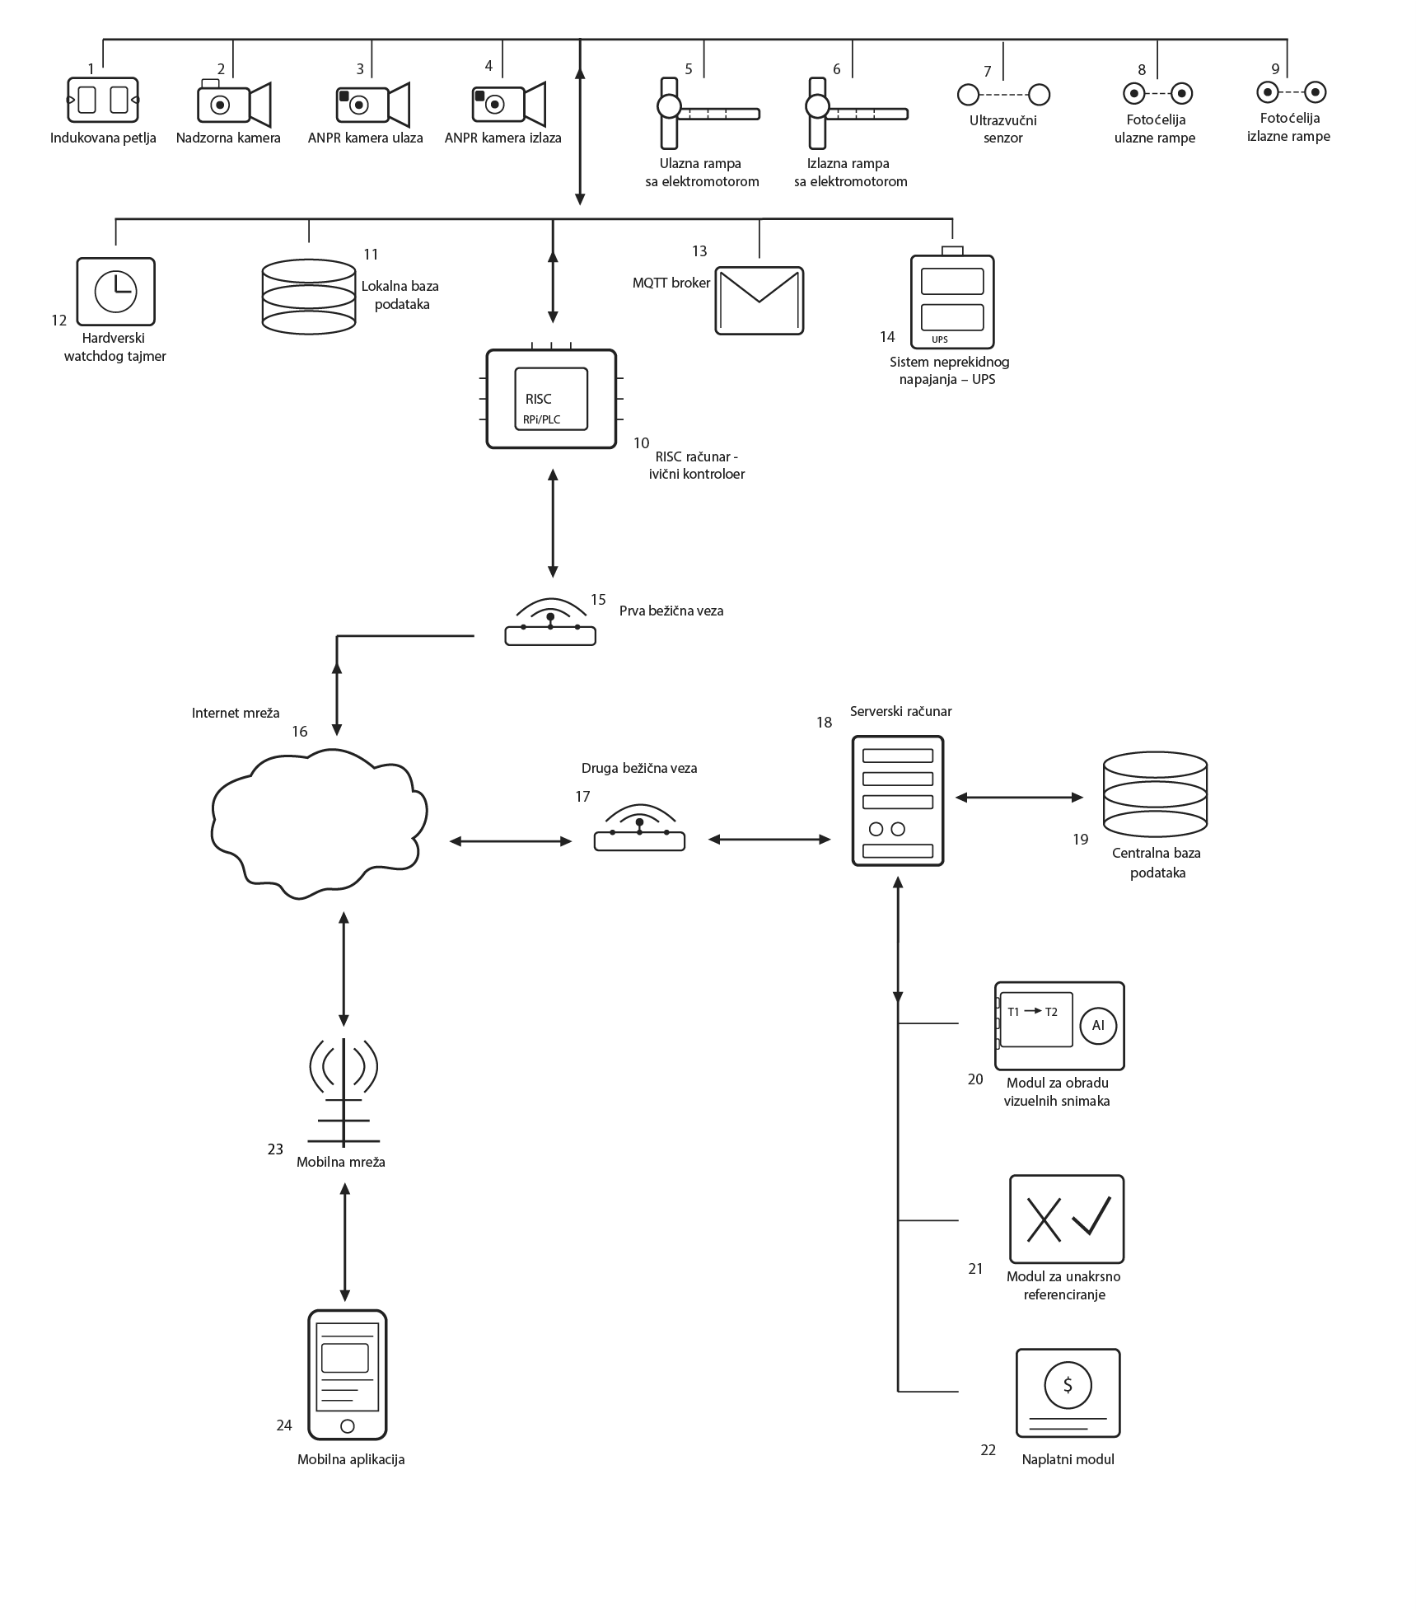 1
2
3
4
5
6
7
8
9
Indukovana petlja
Nadzorna kamera
ANPR kamera ulaza
ANPR kamera izlaza
Ulazna rampa
sa elektromotorom
Izlazna rampa
sa elektromotorom
Ultrazvučni
senzor
Fotoćelija
ulazne rampe
Fotoćelija
izlazne rampe
12
Hardverski
watchdog tajmer
11
Lokalna baza
podataka
13
MQTT broker
14
UPS
Sistem neprekidnog
napajanja – UPS
RISC
RPi/PLC
10
RISC računar -
ivični kontroloer
15
Prva bežična veza
Internet mreža
16
Druga bežična veza
17
18
Serverski računar
19
Centralna baza
podataka
T1
T2
AI
20
Modul za obradu
vizuelnih snimaka
23
Mobilna mreža
21
Modul za unakrsno
referenciranje
24
Mobilna aplikacija
$
22
Naplatni modul